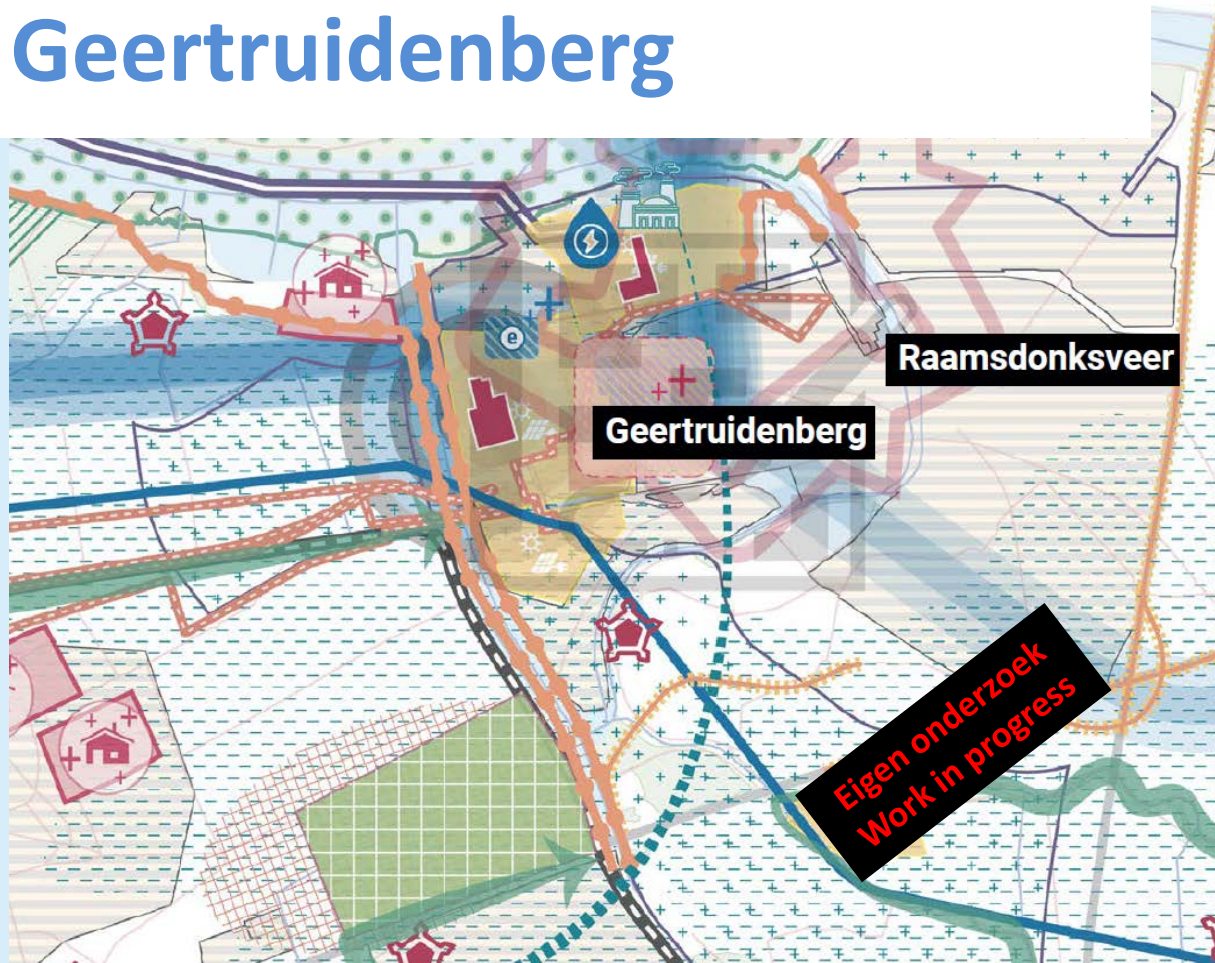 Geertruidenberg
e
Raamsdonksveer
Geertruidenberg
Eigen onderzoek
Work in progress